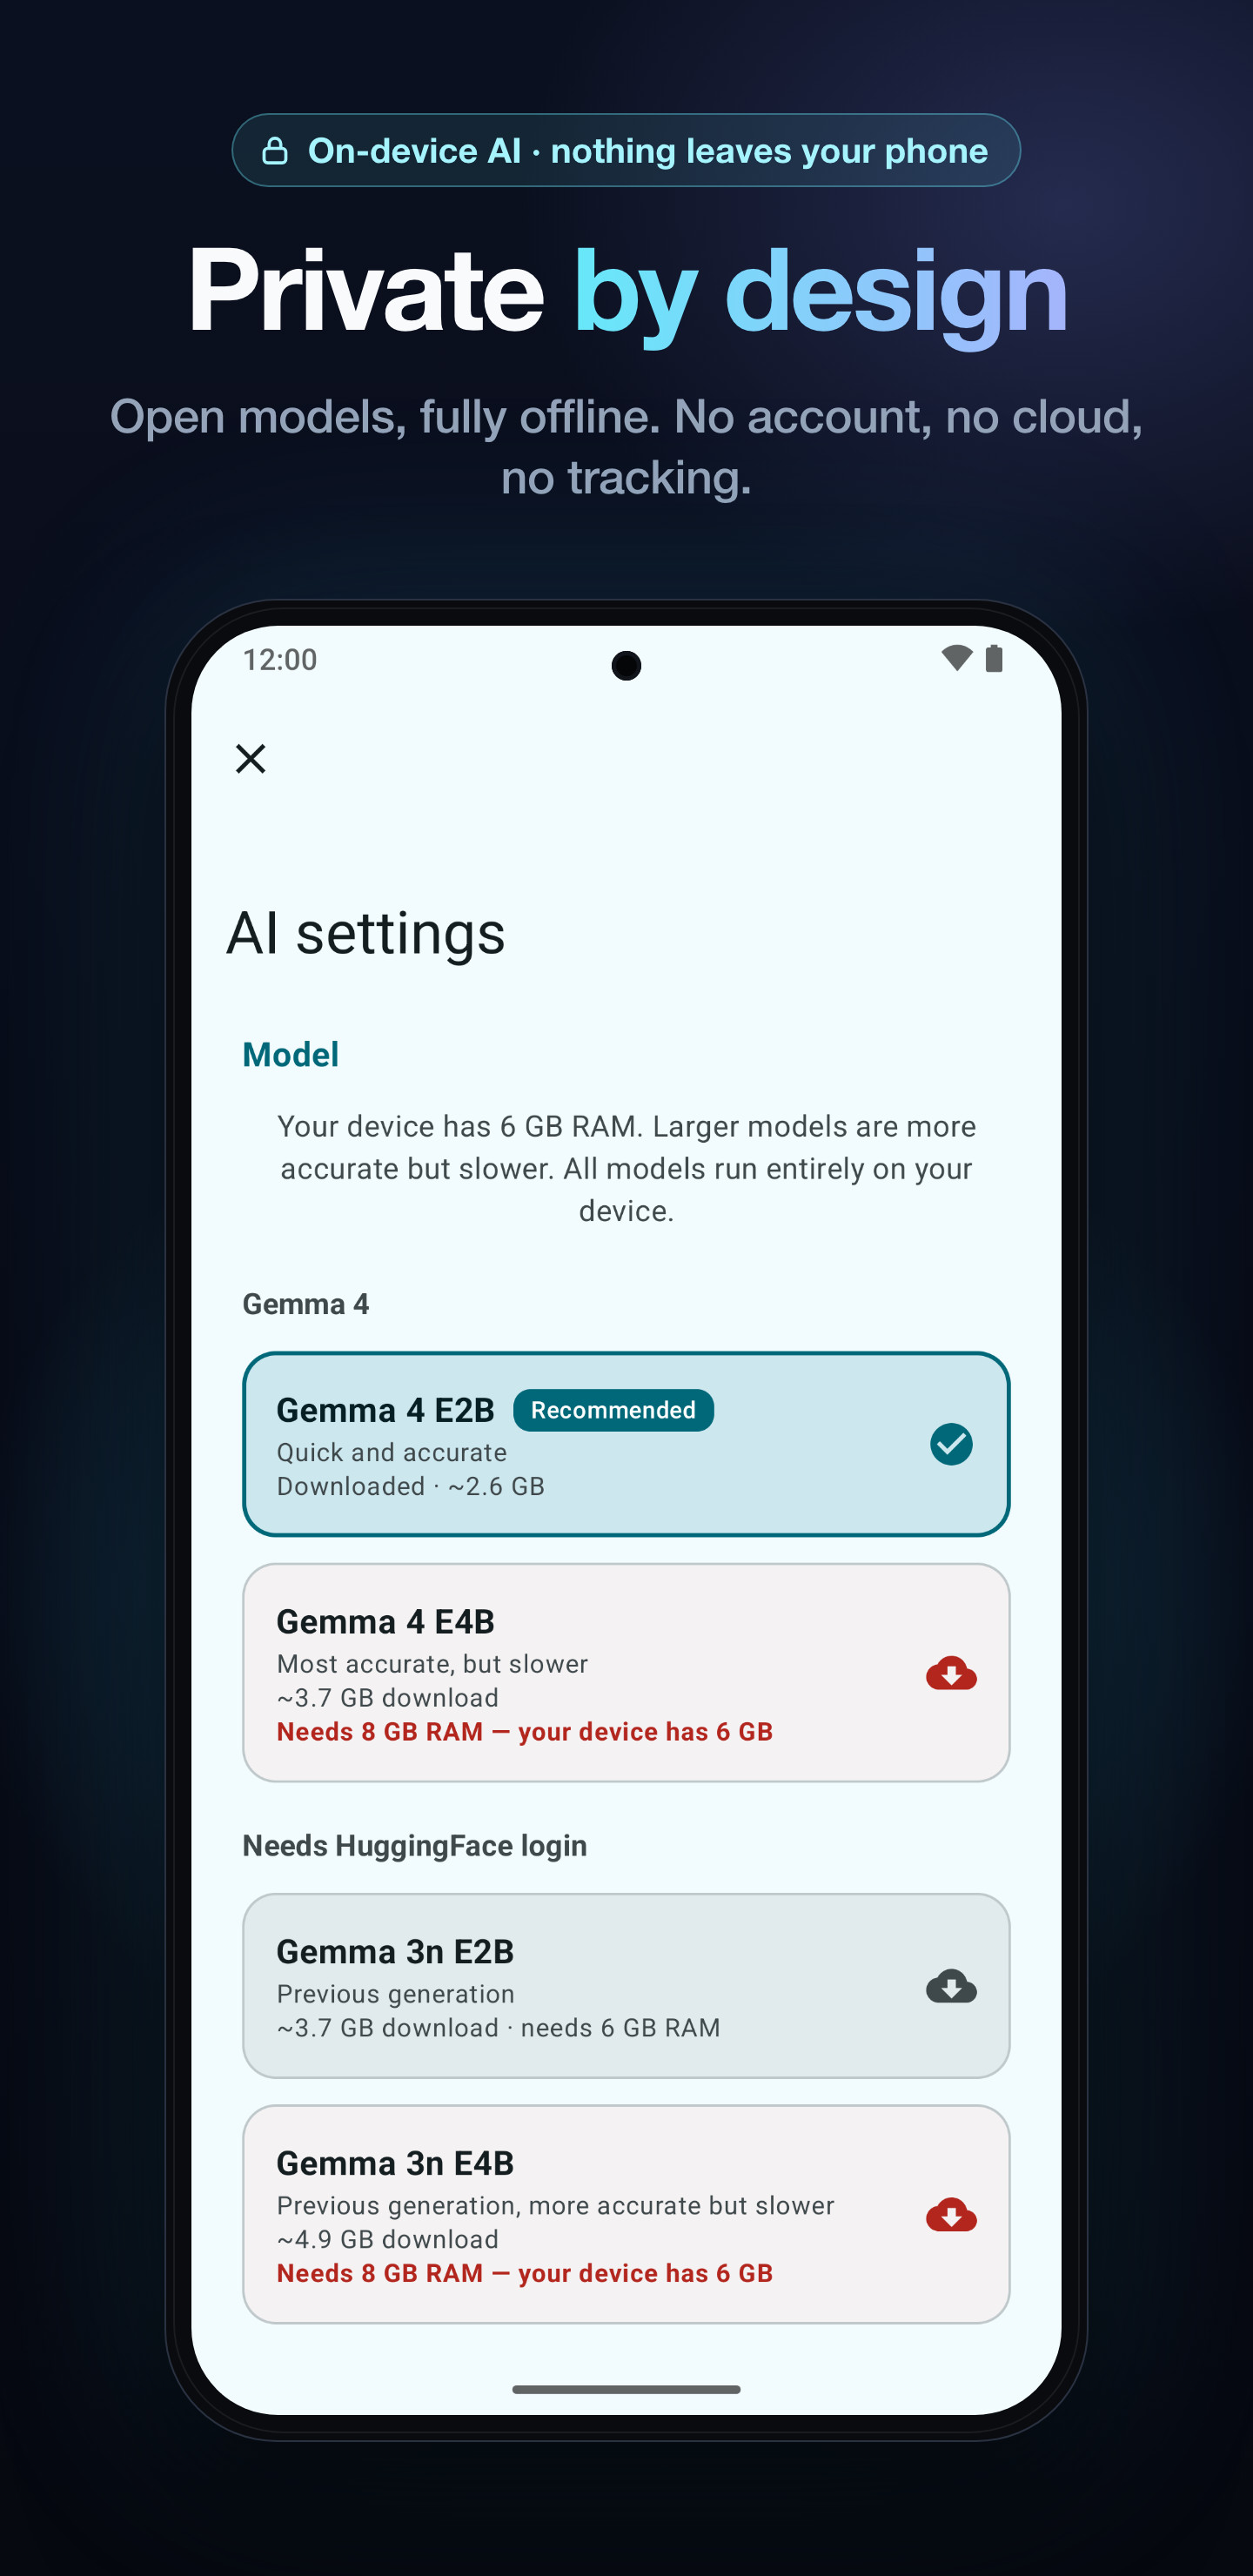 On-device AI · nothing leaves your phone
Private by design
Open models, fully offline. No account, no cloud,
no tracking.
12:00
AI settings
Model
Your device has 6 GB RAM. Larger models are more
accurate but slower. All models run entirely on your
device.
Gemma 4
Gemma 4 E2B Recommended
Quick and accurate
Downloaded · ~2.6 GB
Gemma 4 E4B
Most accurate, but slower
~3.7 GB download
Needs 8 GB RAM — your device has 6 GB
Needs HuggingFace login
Gemma 3n E2B
Previous generation
~3.7 GB download · needs 6 GB RAM
Gemma 3n E4B
Previous generation, more accurate but slower
~4.9 GB download
Needs 8 GB RAM — your device has 6 GB